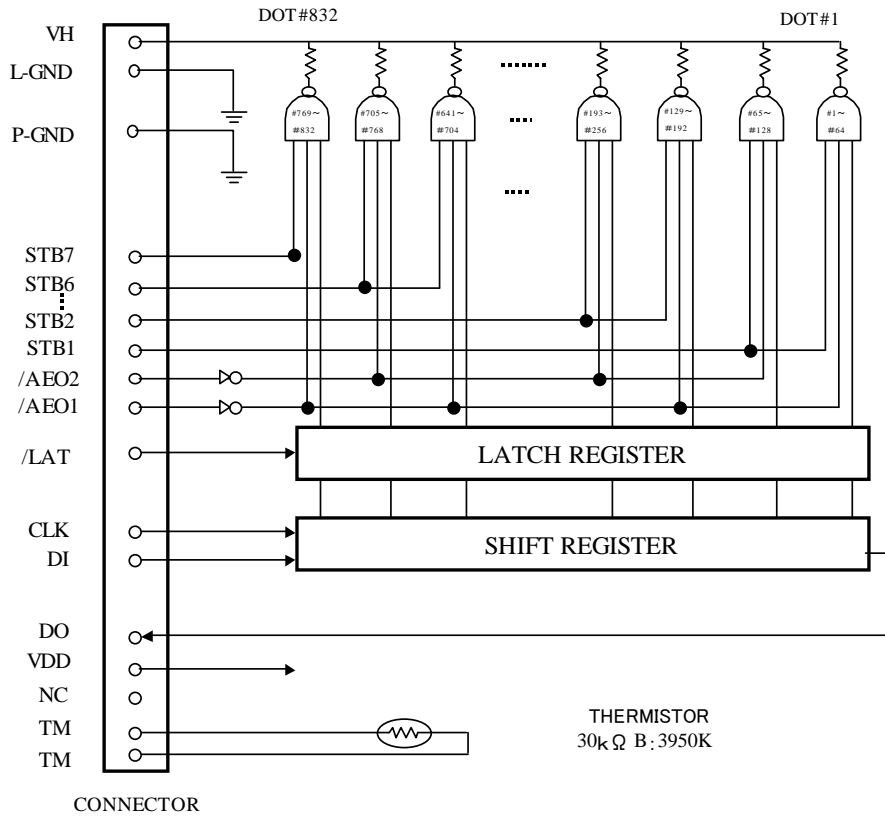 DOT#832
DOT#1
VH
L-GND
P-GND
#769~
#832
#705~
#768
#641~
#704
#193~
#256
#129~
#192
#65~
#128
#1~
#64
STB7
STB6
STB2
STB1
/AEO2
/AEO1
/LAT
LATCH REGISTER
CLK
SHIFT REGISTER
DI
DO
VDD
NC
TM
TM
THERMISTOR
30kΩ B:3950K
CONNECTOR